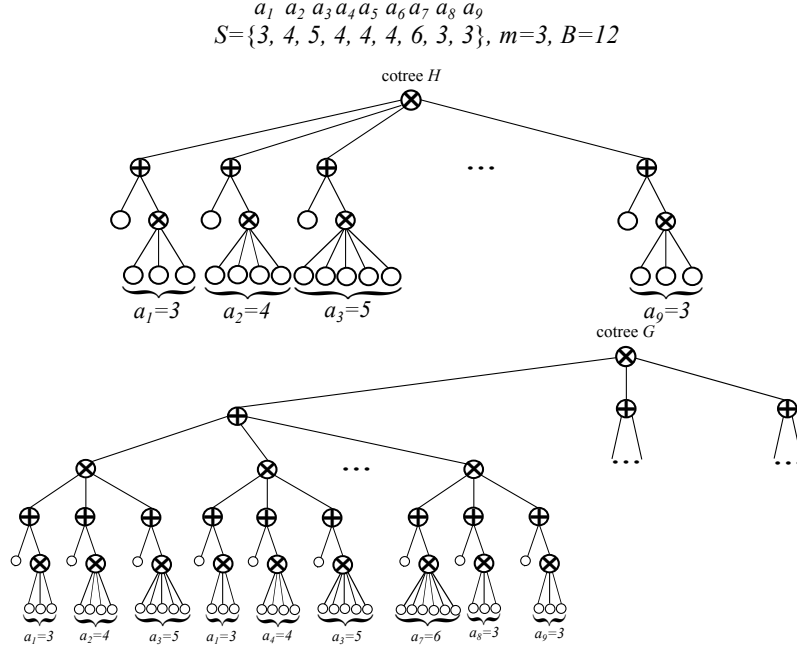 a1 a2 a3 a4 a5 a6 a7 a8 a9
S={3, 4, 5, 4, 4, 4, 6, 3, 3}, m=3, B=12
cotree H
...
a1=3 a2=4 a3=5 a9=3
cotree G
...
... ...
a1=3 a2=4 a3=5 a1=3 a4=4 a3=5 a7=6 a8=3 a9=3